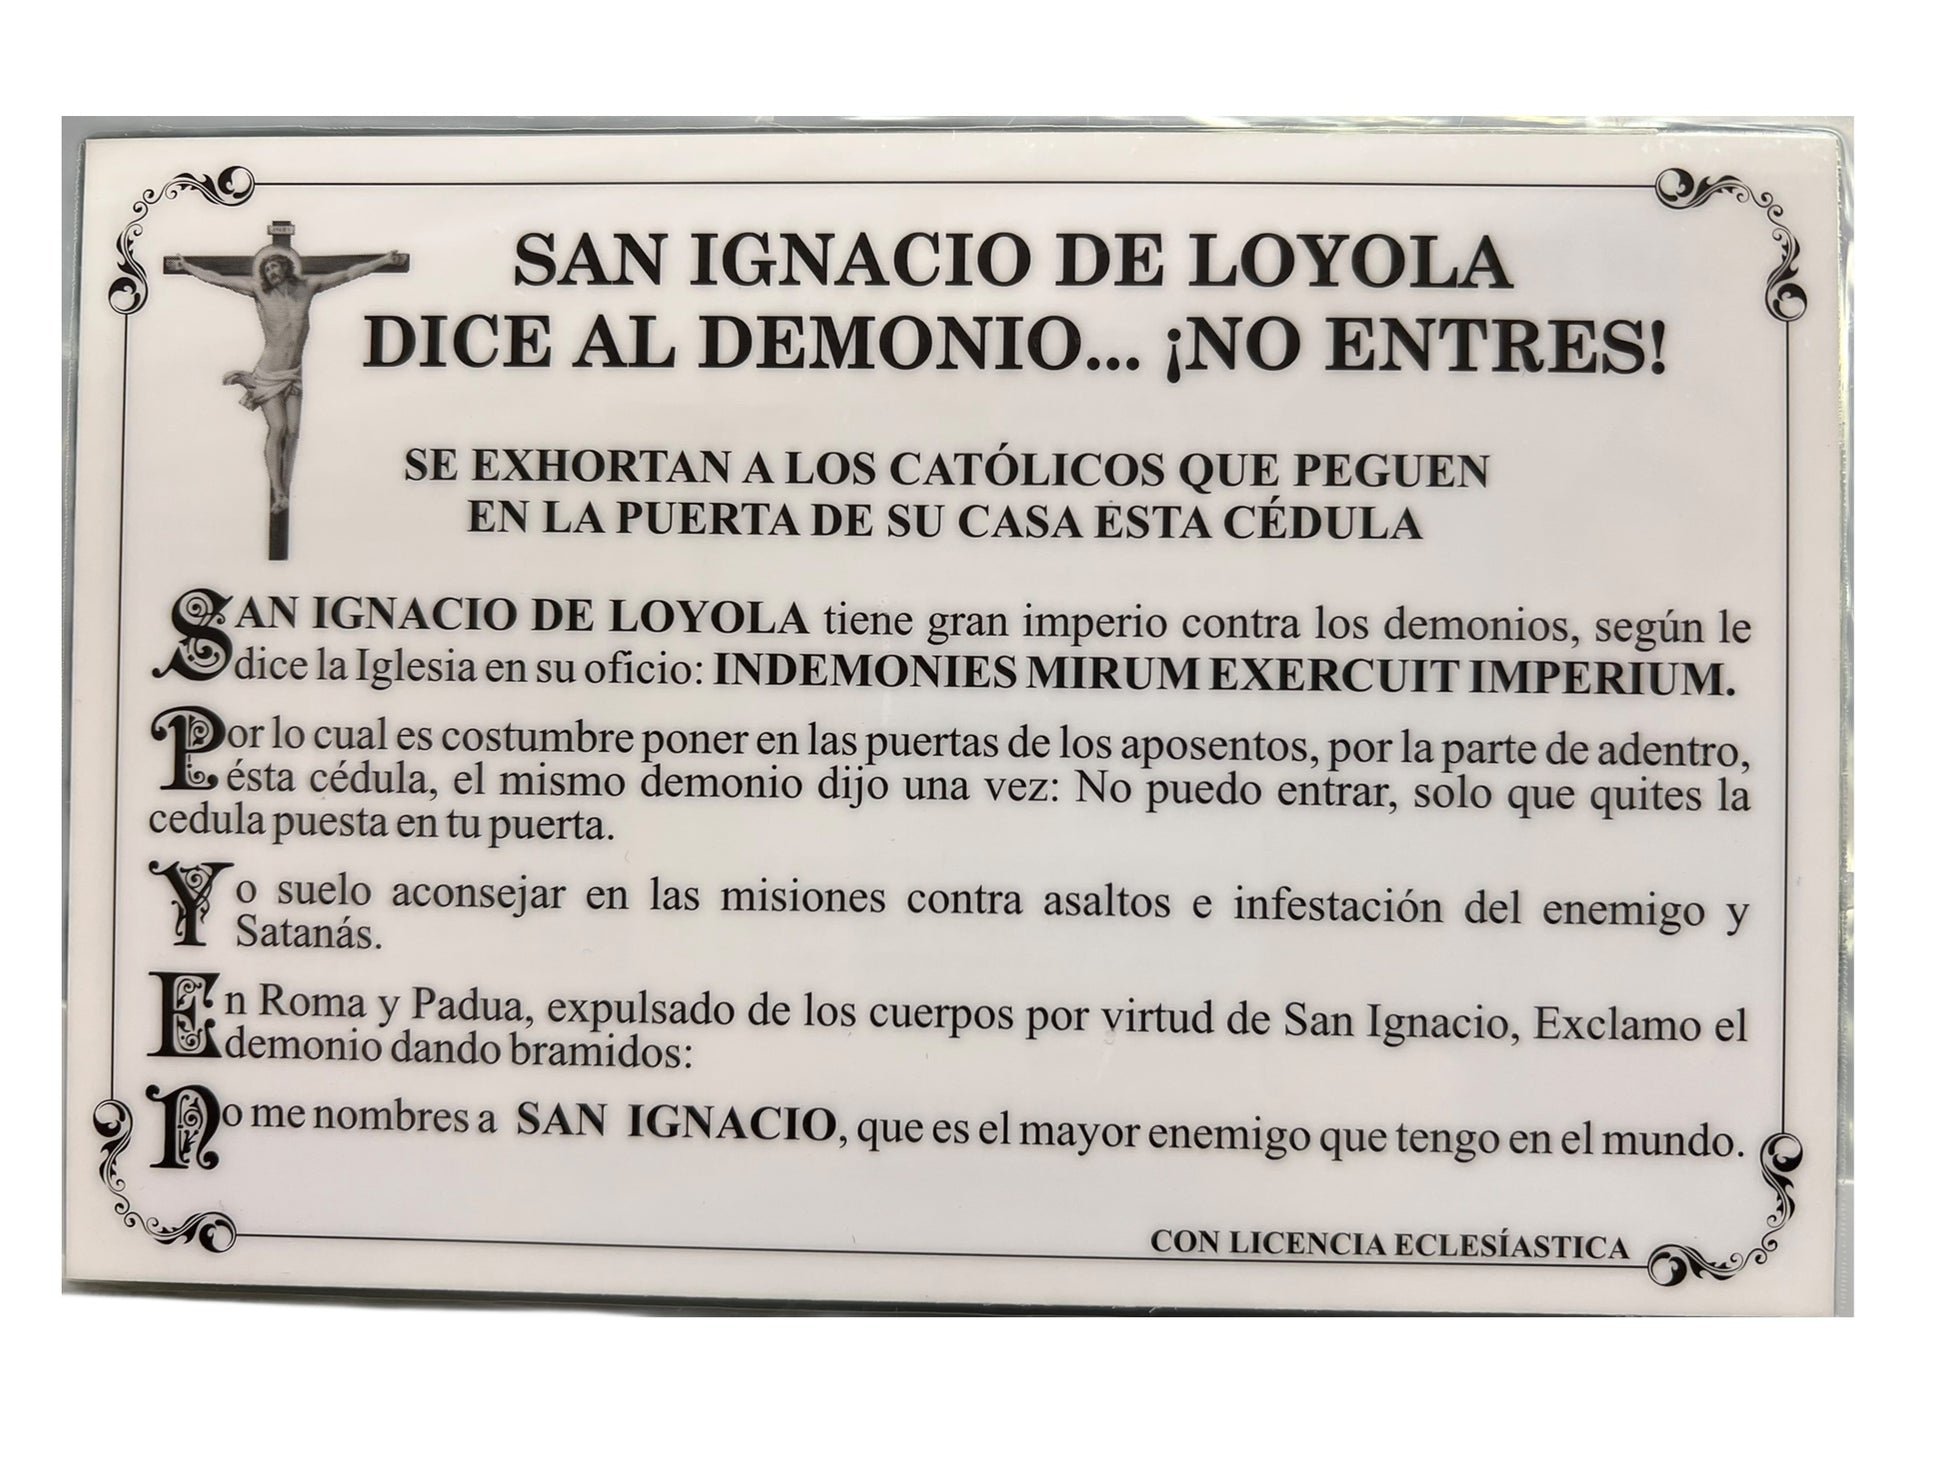 SAN IGNACIO DE LOYOLA
DICE AL DEMONIO... ¡NO ENTRES!
SE EXHORTAN A LOS CATÓLICOS QUE PEGUEN
EN LA PUERTA DE SU CASA ÉSTA CÉDULA
SAN IGNACIO DE LOYOLA tiene gran imperio contra los demonios, según le
dice la Iglesia en su oficio: INDEMONIES MIRUM EXERCUIT IMPERIUM.
Por lo cual es costumbre poner en las puertas de los aposentos, por la parte de adentro,
ésta cédula, el mismo demonio dijo una vez: No puedo entrar, solo que quites la
cedula puesta en tu puerta.
Yo suelo aconsejar en las misiones contra asaltos e infestación del enemigo y
Satanás.
En Roma y Padua, expulsado de los cuerpos por virtud de San Ignacio, Exclamo el
demonio dando bramidos:
No me nombres a SAN IGNACIO, que es el mayor enemigo que tengo en el mundo.
CON LICENCIA ECLESÍASTICA